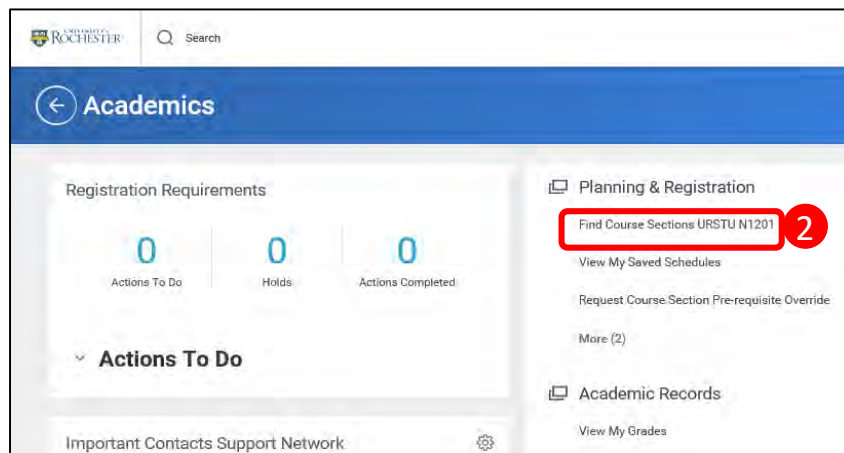 UNIVERSITY of
ROCHESTER
Search
Academics
Registration Requirements
0
0
0
Actions To Do
Holds
Actions Completed
Actions To Do
Important Contacts Support Network
Planning & Registration
Find Course Sections URSTU N1201
2
View My Saved Schedules
Request Course Section Pre-requisite Override
More (2)
Academic Records
View My Grades